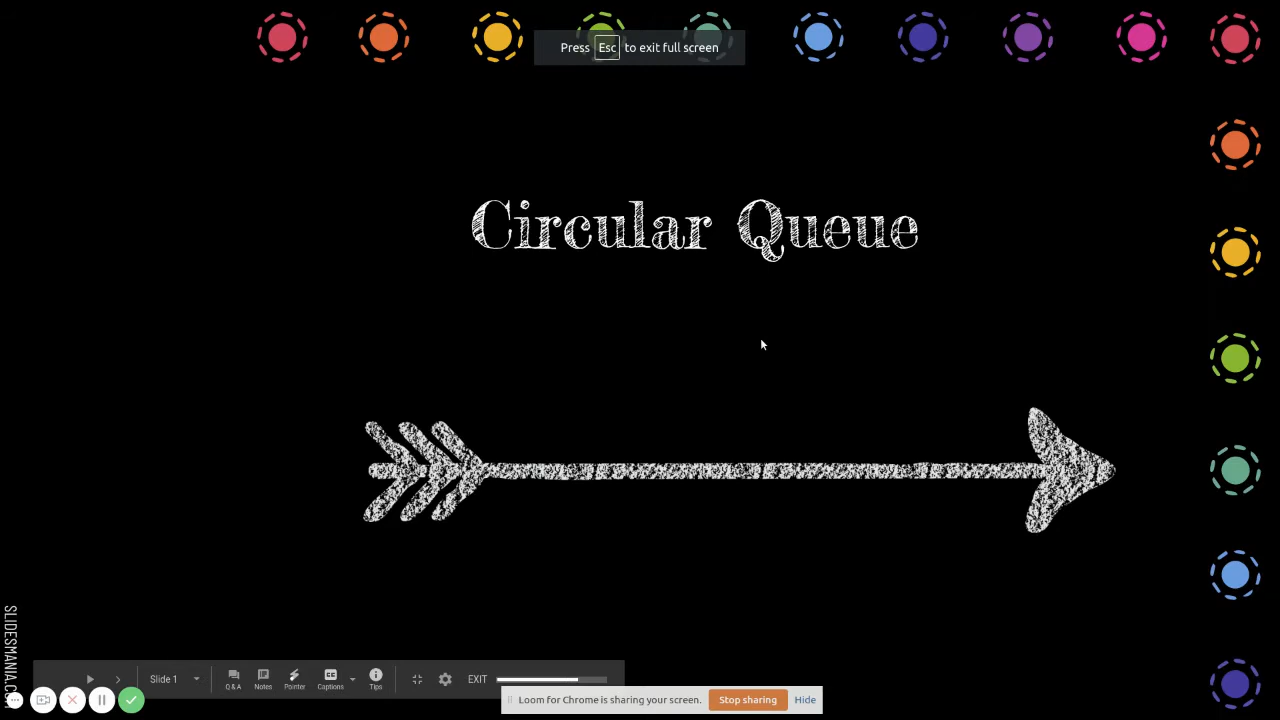 Press Esc to exit full screen
Circular Queue
SLIDESMANIA.C
Slide 1
Q & A
Notes
Pointer
CC
Captions
Tips
EXIT
Loom for Chrome is sharing your screen.
Stop sharing
Hide